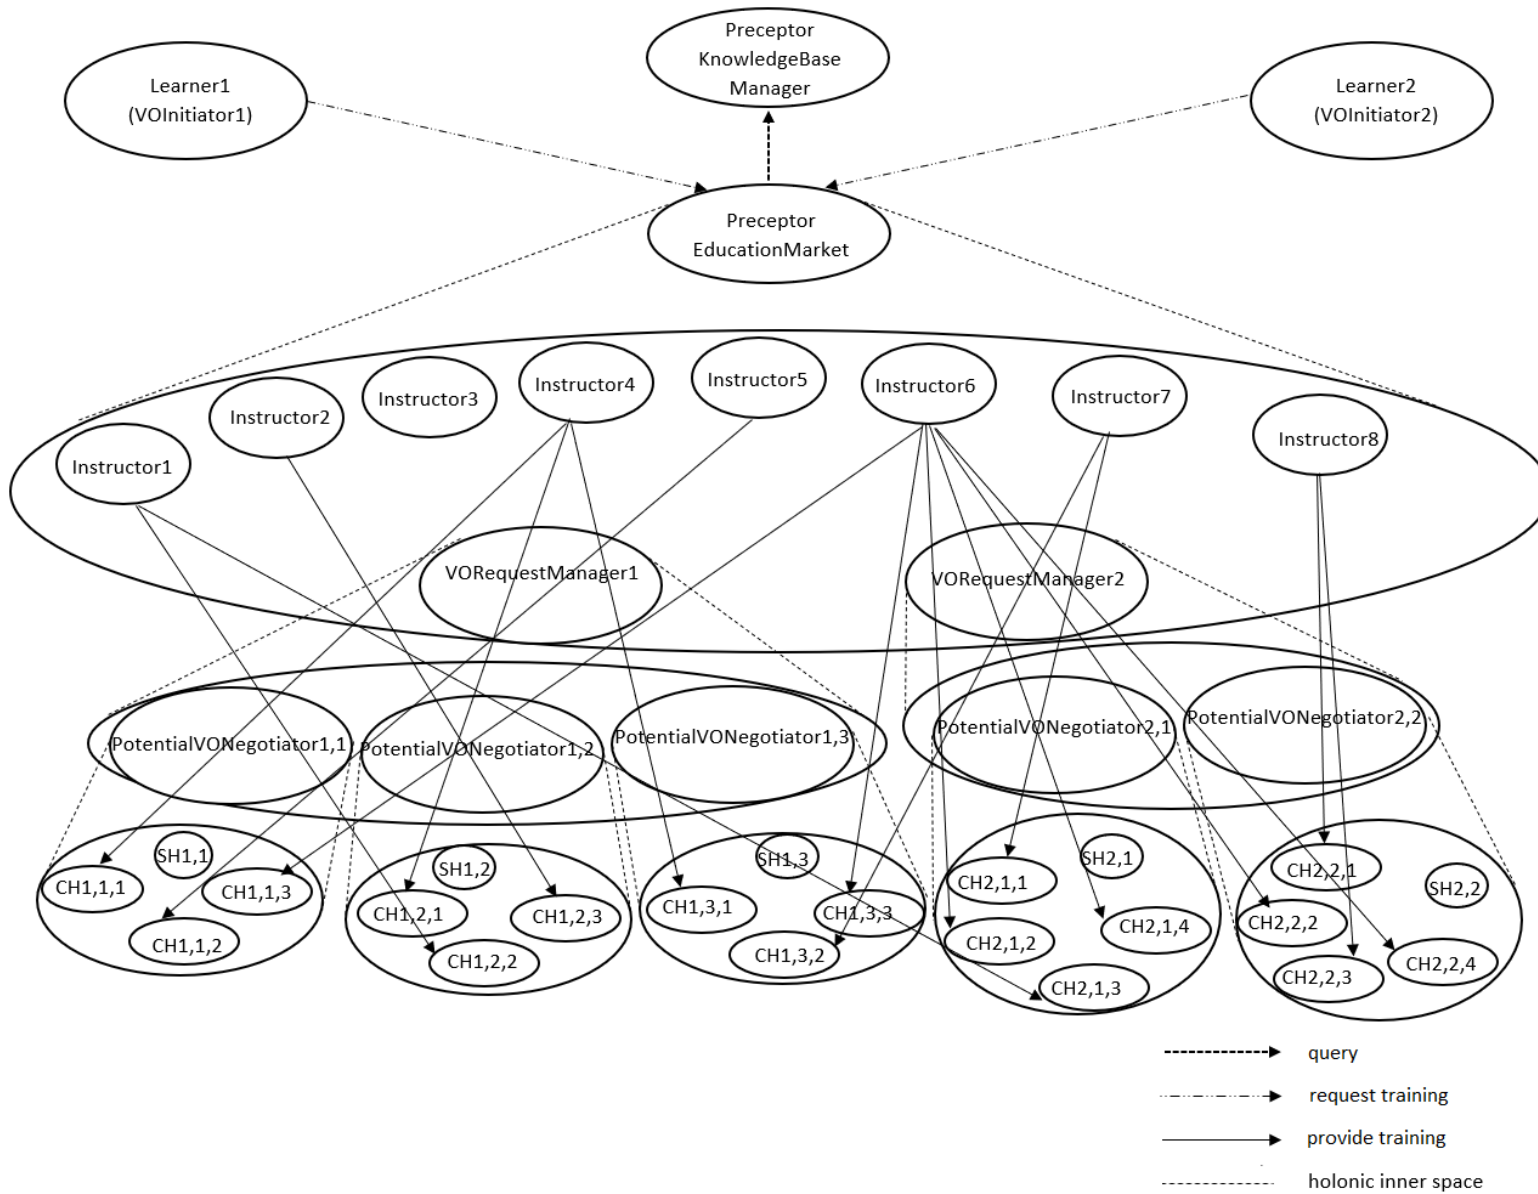 Preceptor
KnowledgeBase
Manager
Learner1
(VOInitiator1)
Learner2
(VOInitiator2)
Preceptor
EducationMarket
Instructor1
Instructor2
Instructor3
Instructor4
Instructor5
Instructor6
Instructor7
Instructor8
VORequestManager1
VORequestManager2
PotentialVONegotiator1,1
PotentialVONegotiator1,2
PotentialVONegotiator1,3
PotentialVONegotiator2,1
PotentialVONegotiator2,2
SH1,1
CH1,1,1
CH1,1,3
CH1,1,2
SH1,2
CH1,2,1
CH1,2,3
CH1,2,2
SH1,3
CH1,3,1
CH1,3,3
CH1,3,2
SH2,1
CH2,1,1
CH2,1,2
CH2,1,4
CH2,1,3
CH2,2,1
SH2,2
CH2,2,2
CH2,2,3
CH2,2,4
query
request training
provide training
holonic inner space